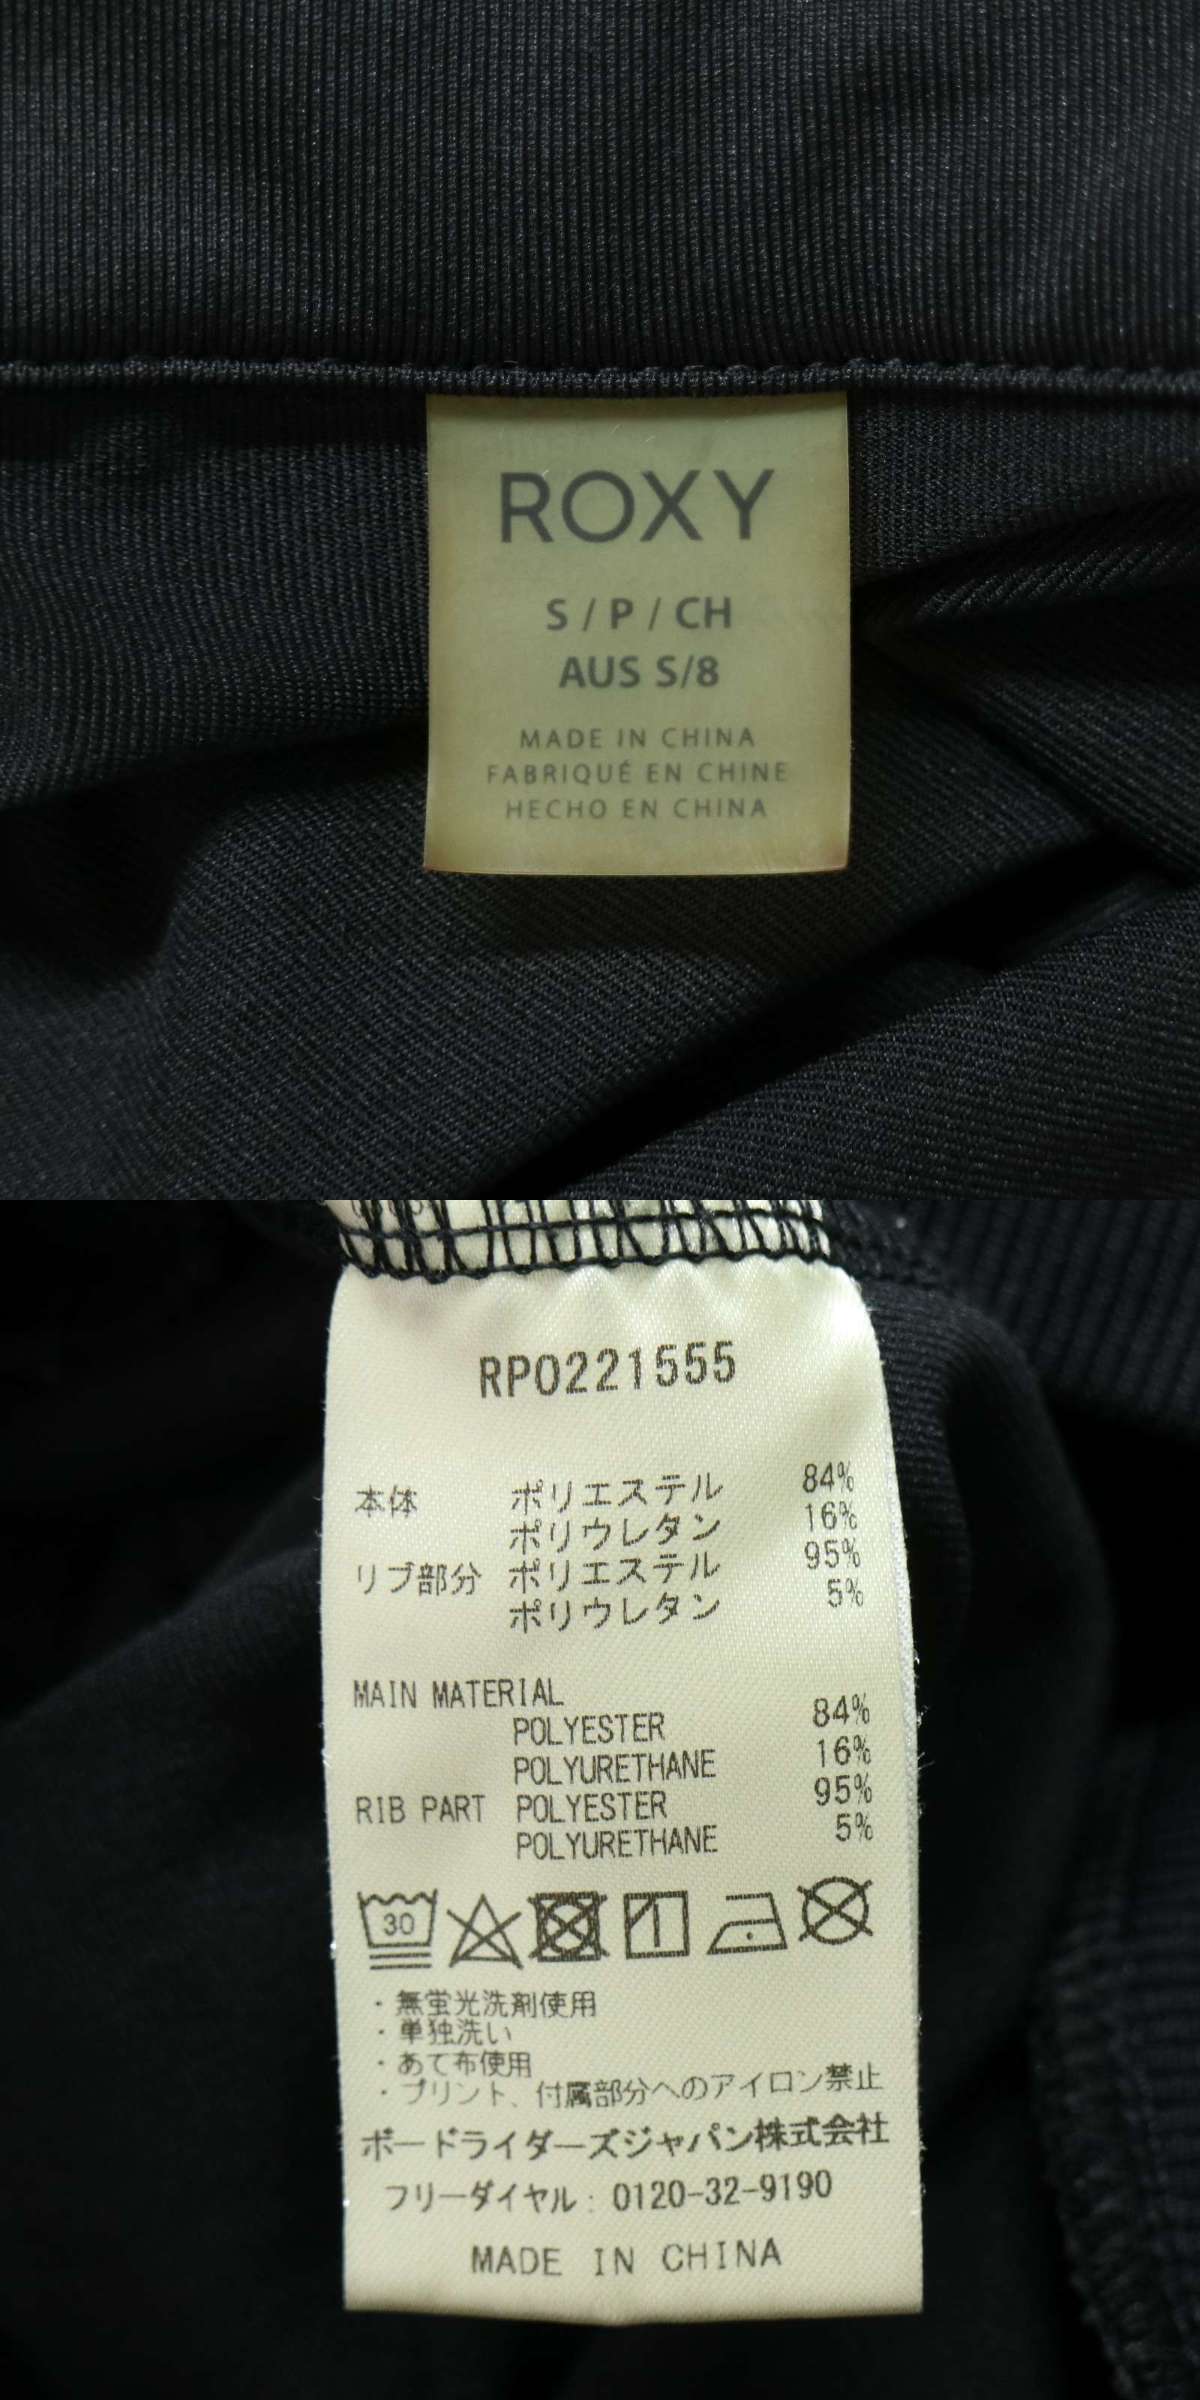 ROXY
S / P / CH
AUS S/8
MADE IN CHINA
FABRIQUÉ EN CHINE
HECHO EN CHINA
RPO221555
本体 ポリエステル 84%
ポリウレタン 16%
リブ部分 ポリエステル 95%
ポリウレタン 5%
MAIN MATERIAL
POLYESTER 84%
POLYURETHANE 16%
RIB PART POLYESTER 95%
POLYURETHANE 5%
30
・無蛍光洗剤使用
・単独洗い
・あて布使用
・プリント、付属部分へのアイロン禁止
ボードライダーズジャパン株式会社
フリーダイヤル：0120-32-9190
MADE IN CHINA